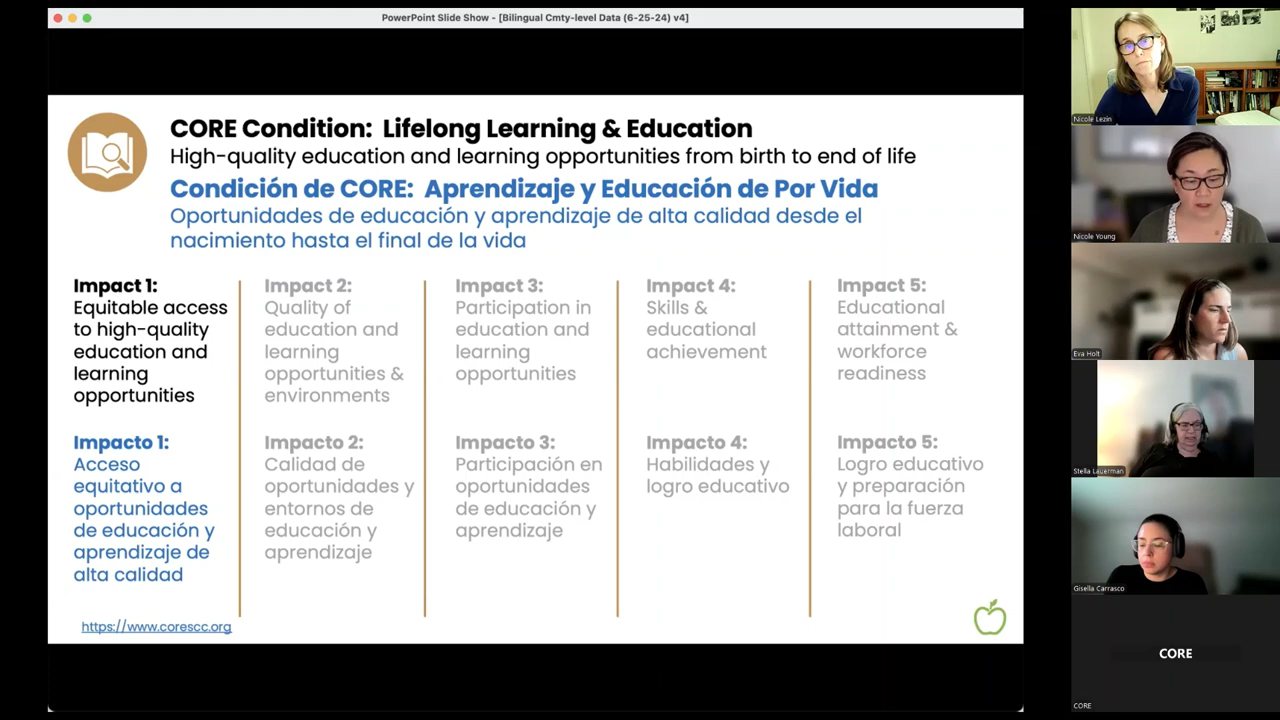 PowerPoint Slide Show - [Bilingual Cmty-level Data (6-25-24) v4]
CORE Condition: Lifelong Learning & Education
High-quality education and learning opportunities from birth to end of life
Condición de CORE: Aprendizaje y Educación de Por Vida
Oportunidades de educación y aprendizaje de alta calidad desde el
nacimiento hasta el final de la vida
Impact 1:
Equitable access
to high-quality
education and
learning
opportunities
Impact 2:
Quality of
education and
learning
opportunities &
environments
Impact 3:
Participation in
education and
learning
opportunities
Impact 4:
Skills &
educational
achievement
Impact 5:
Educational
attainment &
workforce
readiness
Impacto 1:
Acceso
equitativo a
oportunidades
de educación y
aprendizaje de
alta calidad
Impacto 2:
Calidad de
oportunidades y
entornos de
educación y
aprendizaje
Impacto 3:
Participación en
oportunidades
de educación y
aprendizaje
Impacto 4:
Habilidades y
logro educativo
Impacto 5:
Logro educativo
y preparación
para la fuerza
laboral
https://www.corescc.org
Nicole Lezin
Nicole Young
Eva Holt
Stella Lauerman
Gisella Carrasco
CORE
CORE